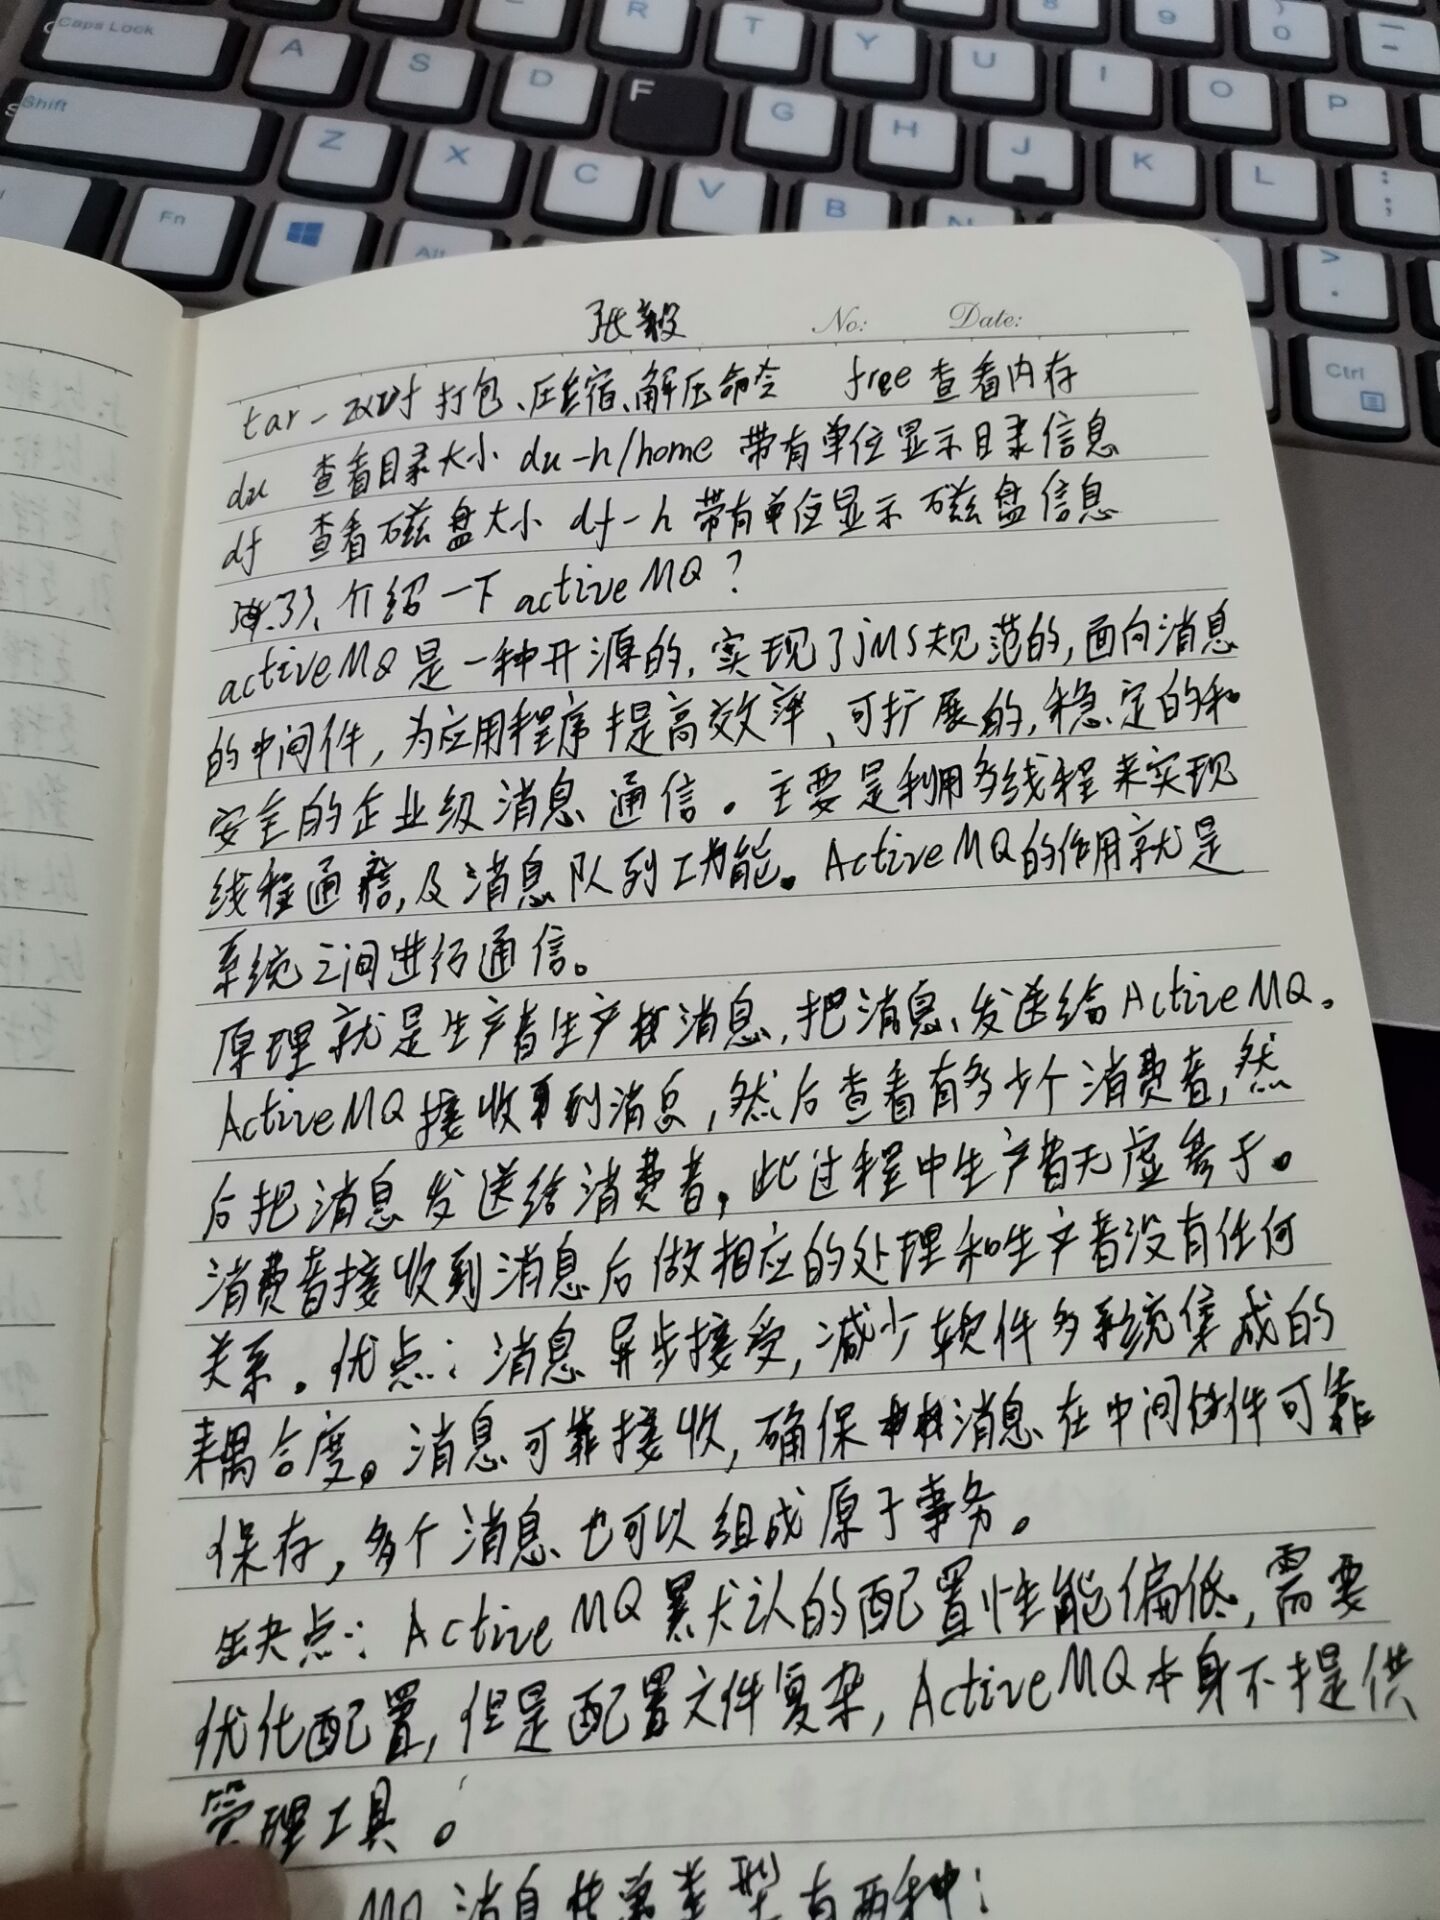 Caps Lock A S D E R T Y U I O P
Shift Z X C F G H J K L
Fn Alt V B N Ctrl
8 9 0
张毅 No: Date:
tar -zxvf 打包、压缩、解压命令 free 查看内存
du 查看目录大小 du-h/home 带有单位显示目录信息
df 查看磁盘大小 df-h 带有单位显示 磁盘信息
介绍一下 activeMQ?
activeMQ是一种开源的,实现了JMS规范的,面向消息
的中间件,为应用程序提高效率、可扩展的,稳定的和
安全的企业级消息通信。主要是利用多线程来实现
线程通信,及消息队列功能。ActiveMQ的作用就是
系统之间进行通信。
原理就是生产者生产消息,把消息发送给ActiveMQ。
ActiveMQ接收到消息,然后查看有多少个消费者,然
后把消息发送给消费者,此过程中生产者无虚参于。
消费者接收到消息后做相应的处理和生产者没有任何
关系。优点:消息异步接受,减少软件多系统集成的
耦合度。消息可靠接收,确保消息在中间件可靠
保存,多个消息也可以组成原子事务。
缺点:ActiveMQ默认的配置性能偏低,需要
优化配置,但是配置文件复杂,ActiveMQ本身不提供
管理工具。
MQ 消息 类型有两种: